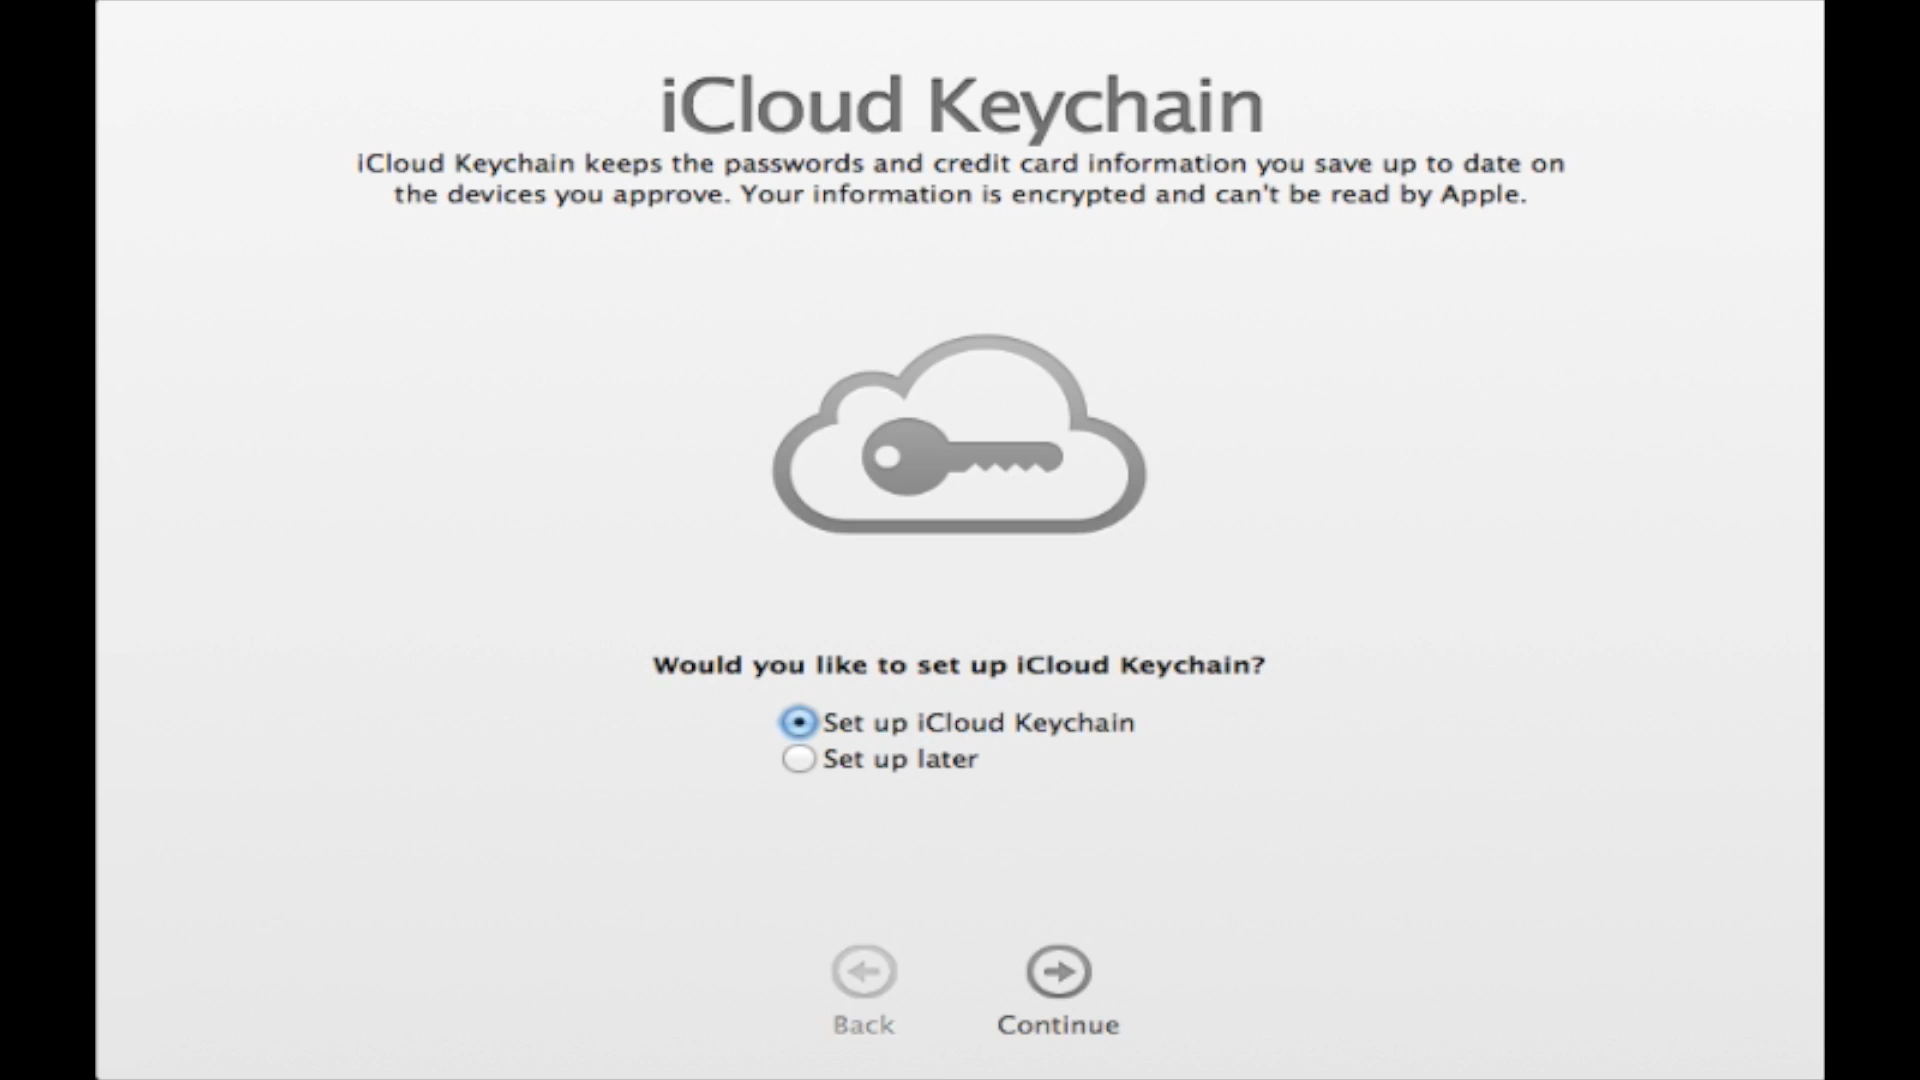 iCloud Keychain
iCloud Keychain keeps the passwords and credit card information you save up to date on
the devices you approve. Your information is encrypted and can't be read by Apple.
Would you like to set up iCloud Keychain?
Set up iCloud Keychain
Set up later
Back
Continue